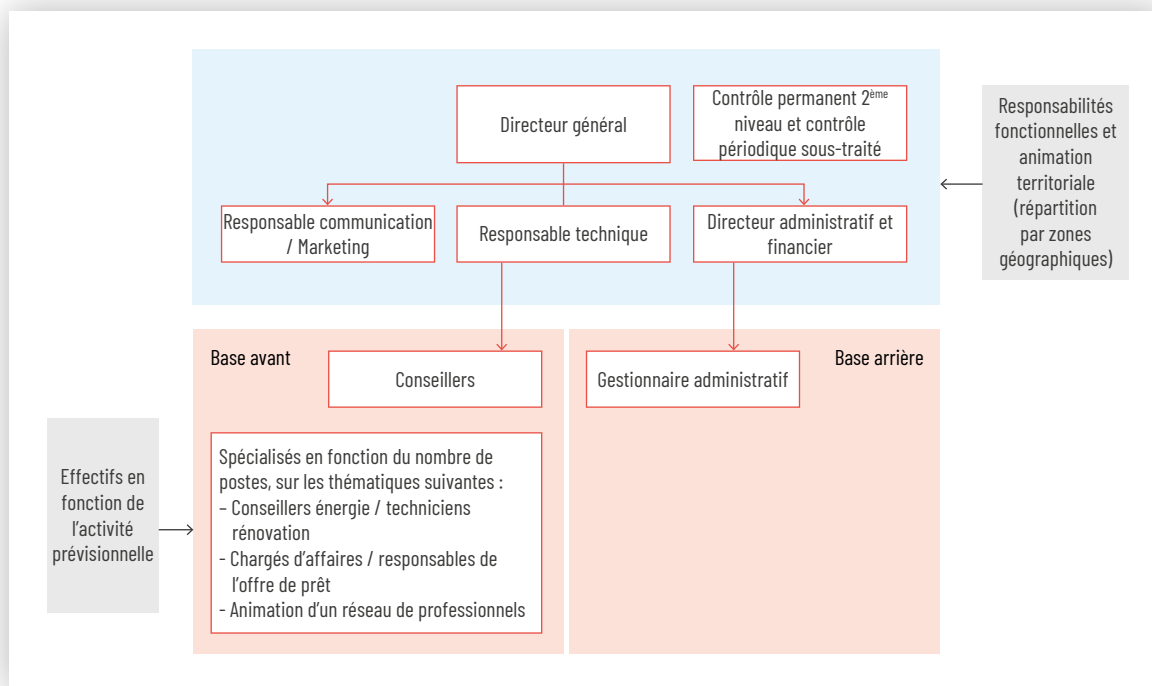 Directeur général
Contrôle permanent 2ème
niveau et contrôle
périodique sous-traité
Responsabilités
fonctionnelles et
animation
territoriale
(répartition
par zones
géographiques)
Responsable communication
/ Marketing
Responsable technique
Directeur administratif et
financier
Base avant
Conseillers
Gestionnaire administratif
Base arrière
Effectifs en
fonction de
l'activité
prévisionnelle
Spécialisés en fonction du nombre de
postes, sur les thématiques suivantes :
– Conseillers énergie / techniciens
rénovation
- Chargés d'affaires / responsables de
l'offre de prêt
- Animation d'un réseau de professionnels